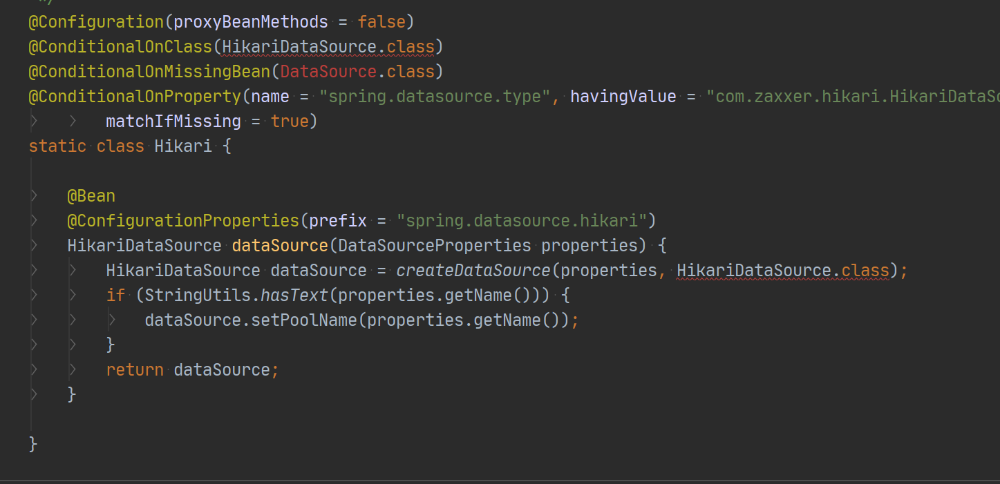 */
@Configuration(proxyBeanMethods = false)
@ConditionalOnClass(HikariDataSource.class)
@ConditionalOnMissingBean(DataSource.class)
@ConditionalOnProperty(name = "spring.datasource.type", havingValue = "com.zaxxer.hikari.HikariDataSo
matchIfMissing = true)
static class Hikari {
@Bean
@ConfigurationProperties(prefix = "spring.datasource.hikari")
HikariDataSource dataSource(DataSourceProperties properties) {
HikariDataSource dataSource = createDataSource(properties, HikariDataSource.class);
if (StringUtils.hasText(properties.getName())) {
dataSource.setPoolName(properties.getName());
}
return dataSource;
}
}